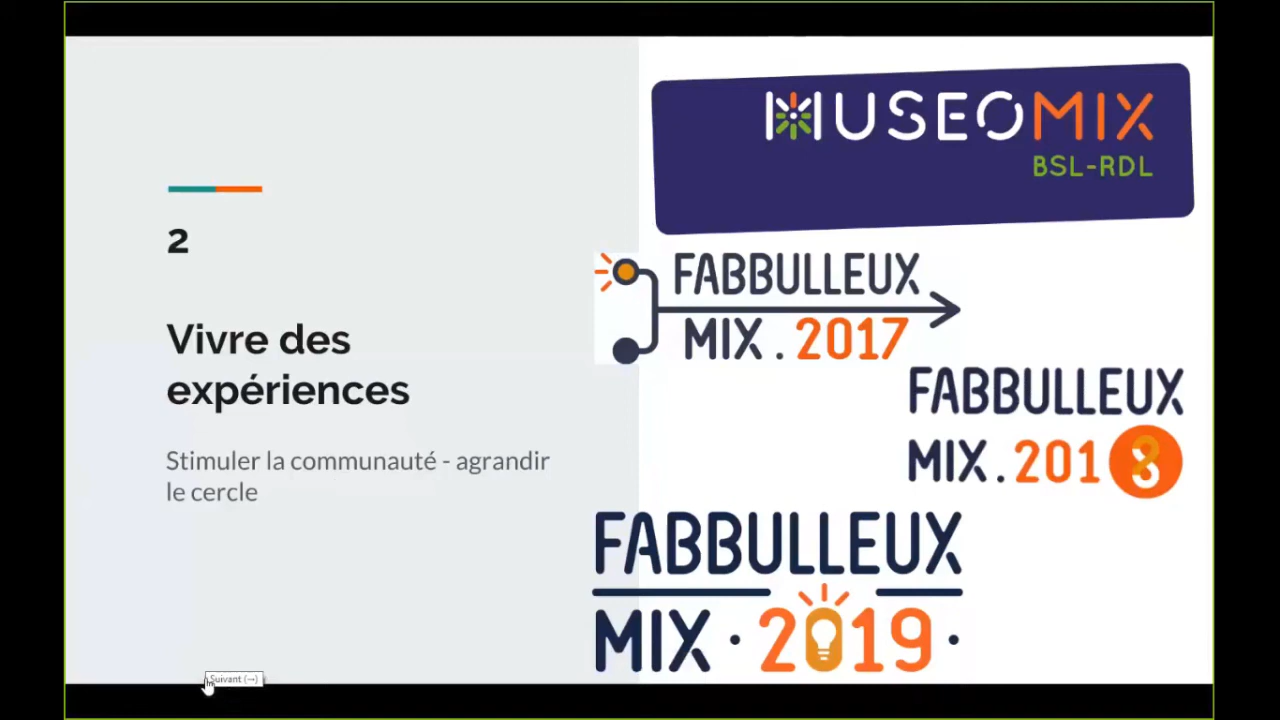 2
Vivre des
expériences
Stimuler la communauté - agrandir
le cercle
MUSEOMIX
BSL-RDL
FABBULLEUX
MIX.2017
FABBULLEUX
MIX.2018
FABBULLEUX
MIX·2019·
Suivant (→)